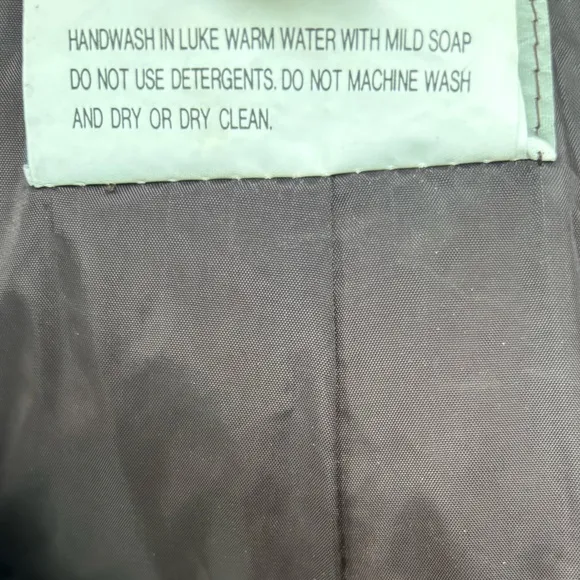 HANDWASH IN LUKE WARM WATER WITH MILD SOAP
DO NOT USE DETERGENTS. DO NOT MACHINE WASH
AND DRY OR DRY CLEAN.